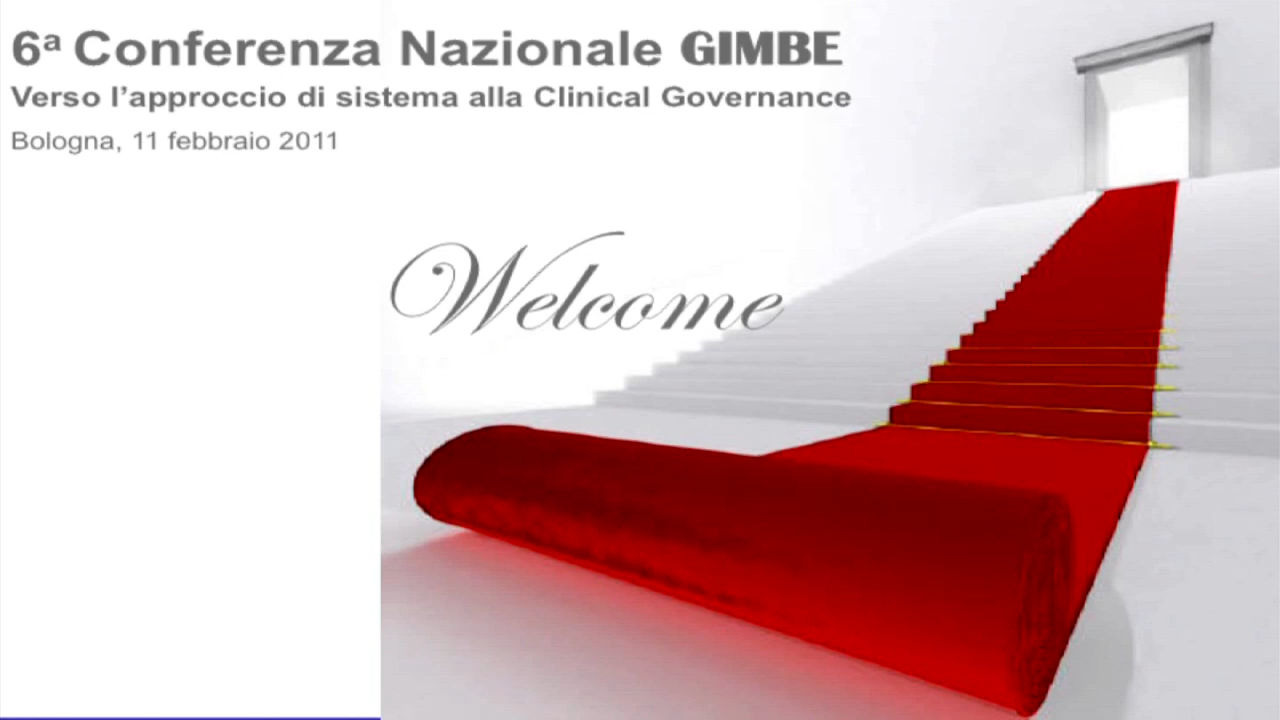 6ª Conferenza Nazionale GIMBE
Verso l’approccio di sistema alla Clinical Governance
Bologna, 11 febbraio 2011
Welcome